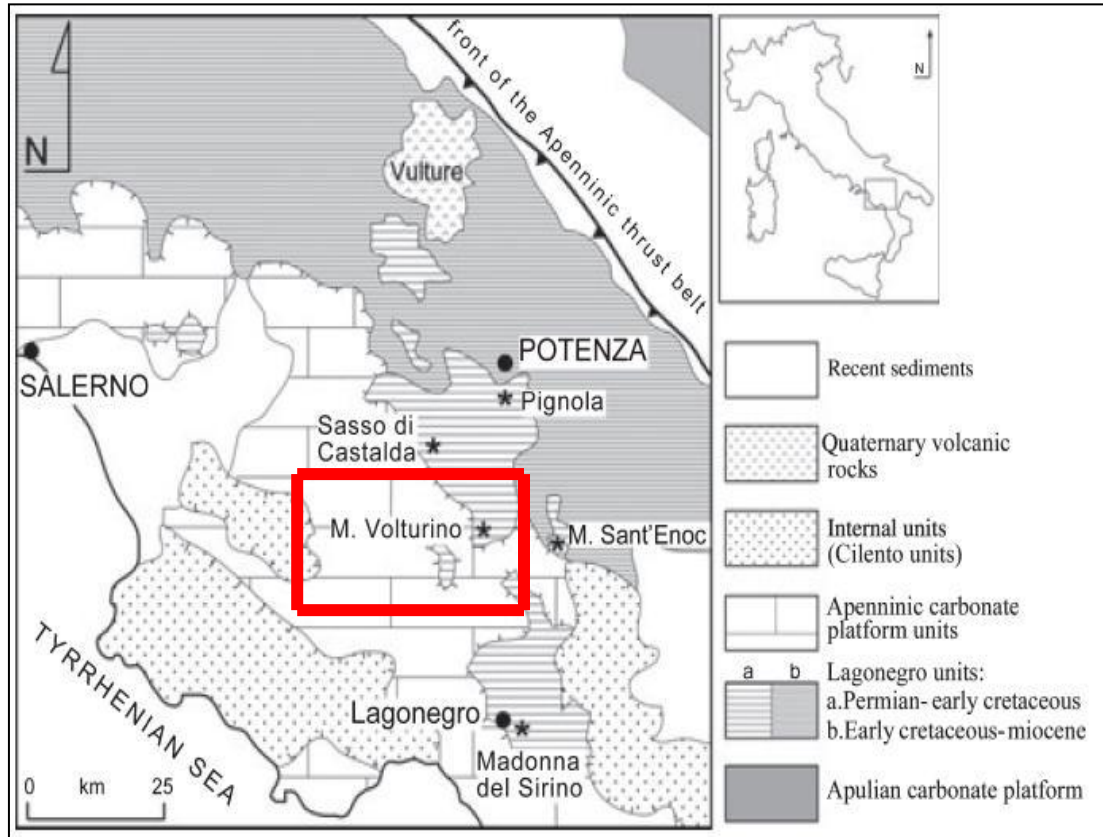 N
front of the Apenninic thrust belt
Vulture
POTENZA
Pignola
SALERNO
Sasso di
Castalda
M. Volturino
M. Sant'Enoc
TYRRHENIAN SEA
Lagonegro
Madonna
del Sirino
0 km 25
N
Recent sediments
Quaternary volcanic
rocks
Internal units
(Cilento units)
Apenninic carbonate
platform units
a b
Lagonegro units:
a.Permian- early cretaceous
b.Early cretaceous- miocene
Apulian carbonate platform